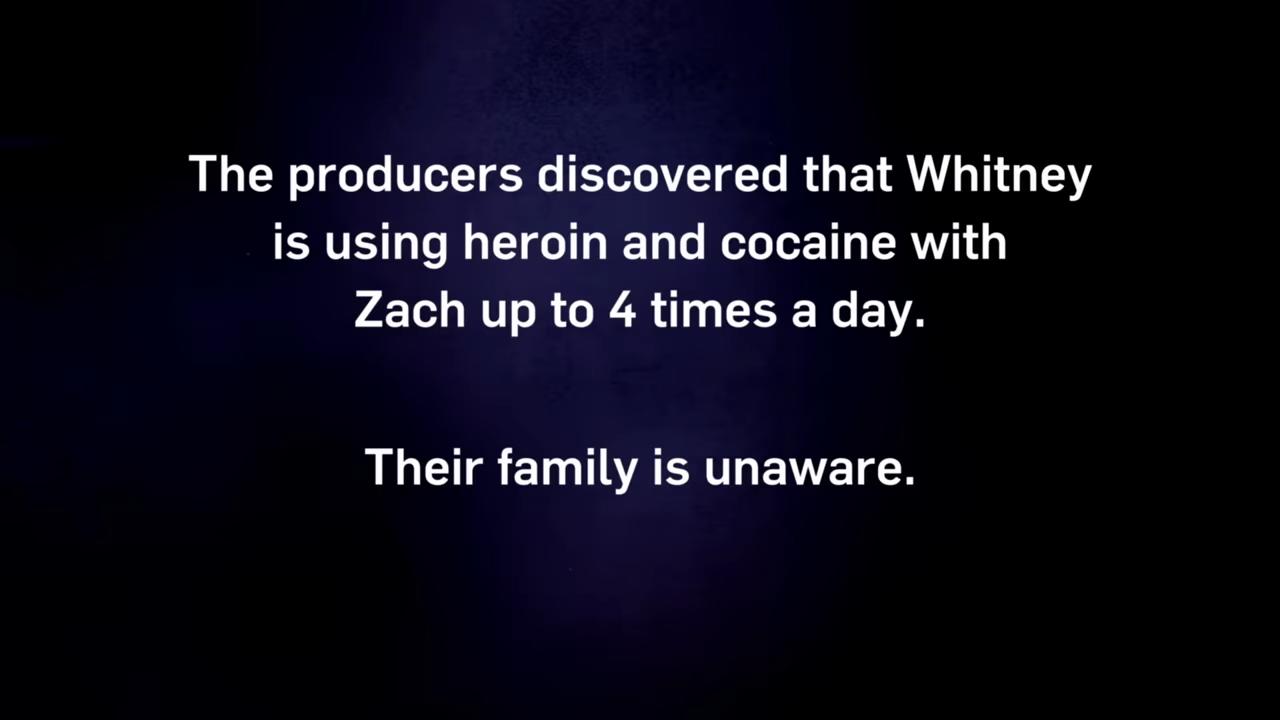 The producers discovered that Whitney
is using heroin and cocaine with
Zach up to 4 times a day.
Their family is unaware.